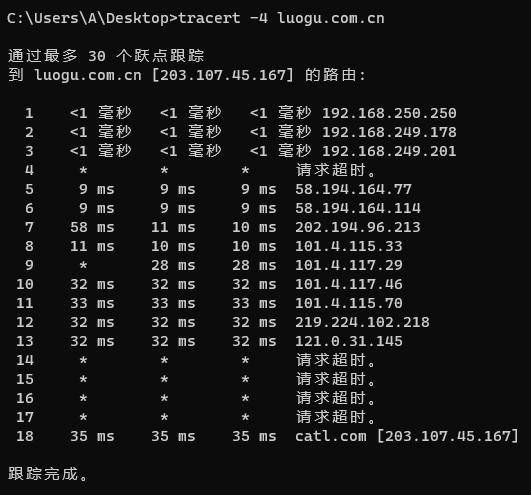 C:\Users\A\Desktop>tracert -4 luogu.com.cn
通过最多 30 个跃点跟踪
到 luogu.com.cn [203.107.45.167] 的路由:
1 <1 毫秒 <1 毫秒 <1 毫秒 192.168.250.250
2 <1 毫秒 <1 毫秒 <1 毫秒 192.168.249.178
3 <1 毫秒 <1 毫秒 <1 毫秒 192.168.249.201
4 * * * 请求超时。
5 9 ms 9 ms 9 ms 58.194.164.77
6 9 ms 9 ms 9 ms 58.194.164.114
7 58 ms 11 ms 10 ms 202.194.96.213
8 11 ms 10 ms 10 ms 101.4.115.33
9 * 28 ms 28 ms 101.4.117.29
10 32 ms 32 ms 32 ms 101.4.117.46
11 33 ms 33 ms 33 ms 101.4.115.70
12 32 ms 32 ms 32 ms 219.224.102.218
13 32 ms 32 ms 32 ms 121.0.31.145
14 * * * 请求超时。
15 * * * 请求超时。
16 * * * 请求超时。
17 * * * 请求超时。
18 35 ms 35 ms 35 ms catl.com [203.107.45.167]
跟踪完成。